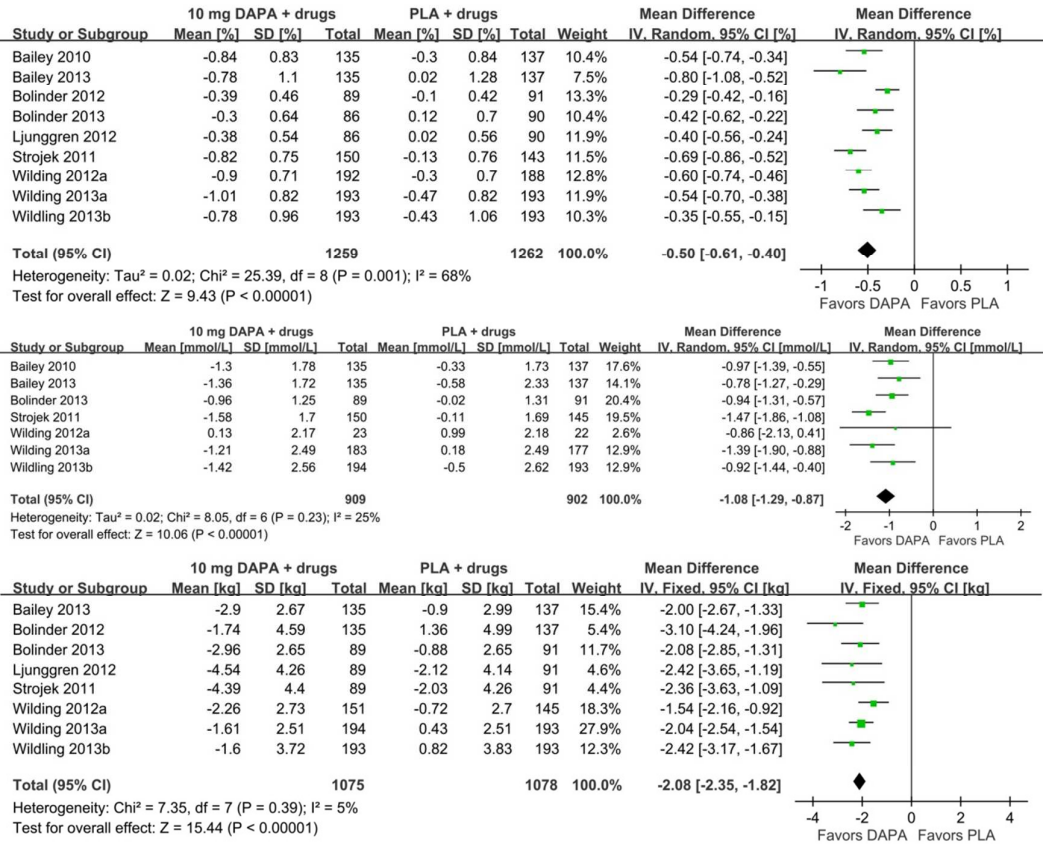 10 mg DAPA + drugs PLA + drugs Mean Difference Mean Difference
Study or Subgroup Mean [%] SD [%] Total Mean [%] SD [%] Total Weight IV, Random, 95% CI [%] IV, Random, 95% CI [%]
Bailey 2010 -0.84 0.83 135 -0.3 0.84 137 10.4% -0.54 [-0.74, -0.34]
Bailey 2013 -0.78 1.1 135 0.02 1.28 137 7.5% -0.80 [-1.08, -0.52]
Bolinder 2012 -0.39 0.46 89 -0.1 0.42 91 13.3% -0.29 [-0.42, -0.16]
Bolinder 2013 -0.3 0.64 86 0.12 0.7 90 10.4% -0.42 [-0.62, -0.22]
Ljunggren 2012 -0.38 0.54 86 0.02 0.56 90 11.9% -0.40 [-0.56, -0.24]
Strojek 2011 -0.82 0.75 150 -0.13 0.76 143 11.5% -0.69 [-0.86, -0.52]
Wilding 2012a -0.9 0.71 192 -0.3 0.7 188 12.8% -0.60 [-0.74, -0.46]
Wilding 2013a -1.01 0.82 193 -0.47 0.82 193 11.9% -0.54 [-0.70, -0.38]
Wildling 2013b -0.78 0.96 193 -0.43 1.06 193 10.3% -0.35 [-0.55, -0.15]
Total (95% CI) 1259 1262 100.0% -0.50 [-0.61, -0.40]
Heterogeneity: Tau² = 0.02; Chi² = 25.39, df = 8 (P = 0.001); I² = 68%
Test for overall effect: Z = 9.43 (P < 0.00001)
-1 -0.5 0 0.5 1
Favors DAPA Favors PLA
10 mg DAPA + drugs PLA + drugs Mean Difference Mean Difference
Study or Subgroup Mean [mmol/L] SD [mmol/L] Total Mean [mmol/L] SD [mmol/L] Total Weight IV, Random, 95% CI [mmol/L] IV, Random, 95% CI [mmol/L]
Bailey 2010 -1.3 1.78 135 -0.33 1.73 137 17.6% -0.97 [-1.39, -0.55]
Bailey 2013 -1.36 1.72 135 -0.58 2.33 137 14.1% -0.78 [-1.27, -0.29]
Bolinder 2013 -0.96 1.25 89 -0.02 1.31 91 20.4% -0.94 [-1.31, -0.57]
Strojek 2011 -1.58 1.7 150 -0.11 1.69 145 19.5% -1.47 [-1.86, -1.08]
Wilding 2012a 0.13 2.17 23 0.99 2.18 22 2.6% -0.86 [-2.13, 0.41]
Wilding 2013a -1.21 2.49 183 0.18 2.49 177 12.9% -1.39 [-1.90, -0.88]
Wildling 2013b -1.42 2.56 194 -0.5 2.62 193 12.9% -0.92 [-1.44, -0.40]
Total (95% CI) 909 902 100.0% -1.08 [-1.29, -0.87]
Heterogeneity: Tau² = 0.02; Chi² = 8.05, df = 6 (P = 0.23); I² = 25%
Test for overall effect: Z = 10.06 (P < 0.00001)
-2 -1 0 1 2
Favors DAPA Favors PLA
10 mg DAPA + drugs PLA + drugs Mean Difference Mean Difference
Study or Subgroup Mean [kg] SD [kg] Total Mean [kg] SD [kg] Total Weight IV, Fixed, 95% CI [kg] IV, Fixed, 95% CI [kg]
Bailey 2013 -2.9 2.67 135 -0.9 2.99 137 15.4% -2.00 [-2.67, -1.33]
Bolinder 2012 -1.74 4.59 135 1.36 4.99 137 5.4% -3.10 [-4.24, -1.96]
Bolinder 2013 -2.96 2.65 89 -0.88 2.65 91 11.7% -2.08 [-2.85, -1.31]
Ljunggren 2012 -4.54 4.26 89 -2.12 4.14 91 4.6% -2.42 [-3.65, -1.19]
Strojek 2011 -4.39 4.4 89 -2.03 4.26 91 4.4% -2.36 [-3.63, -1.09]
Wilding 2012a -2.26 2.73 151 -0.72 2.7 145 18.3% -1.54 [-2.16, -0.92]
Wilding 2013a -1.61 2.51 194 0.43 2.51 193 27.9% -2.04 [-2.54, -1.54]
Wildling 2013b -1.6 3.72 193 0.82 3.83 193 12.3% -2.42 [-3.17, -1.67]
Total (95% CI) 1075 1078 100.0% -2.08 [-2.35, -1.82]
Heterogeneity: Chi² = 7.35, df = 7 (P = 0.39); I² = 5%
Test for overall effect: Z = 15.44 (P < 0.00001)
-4 -2 0 2 4
Favors DAPA Favors PLA